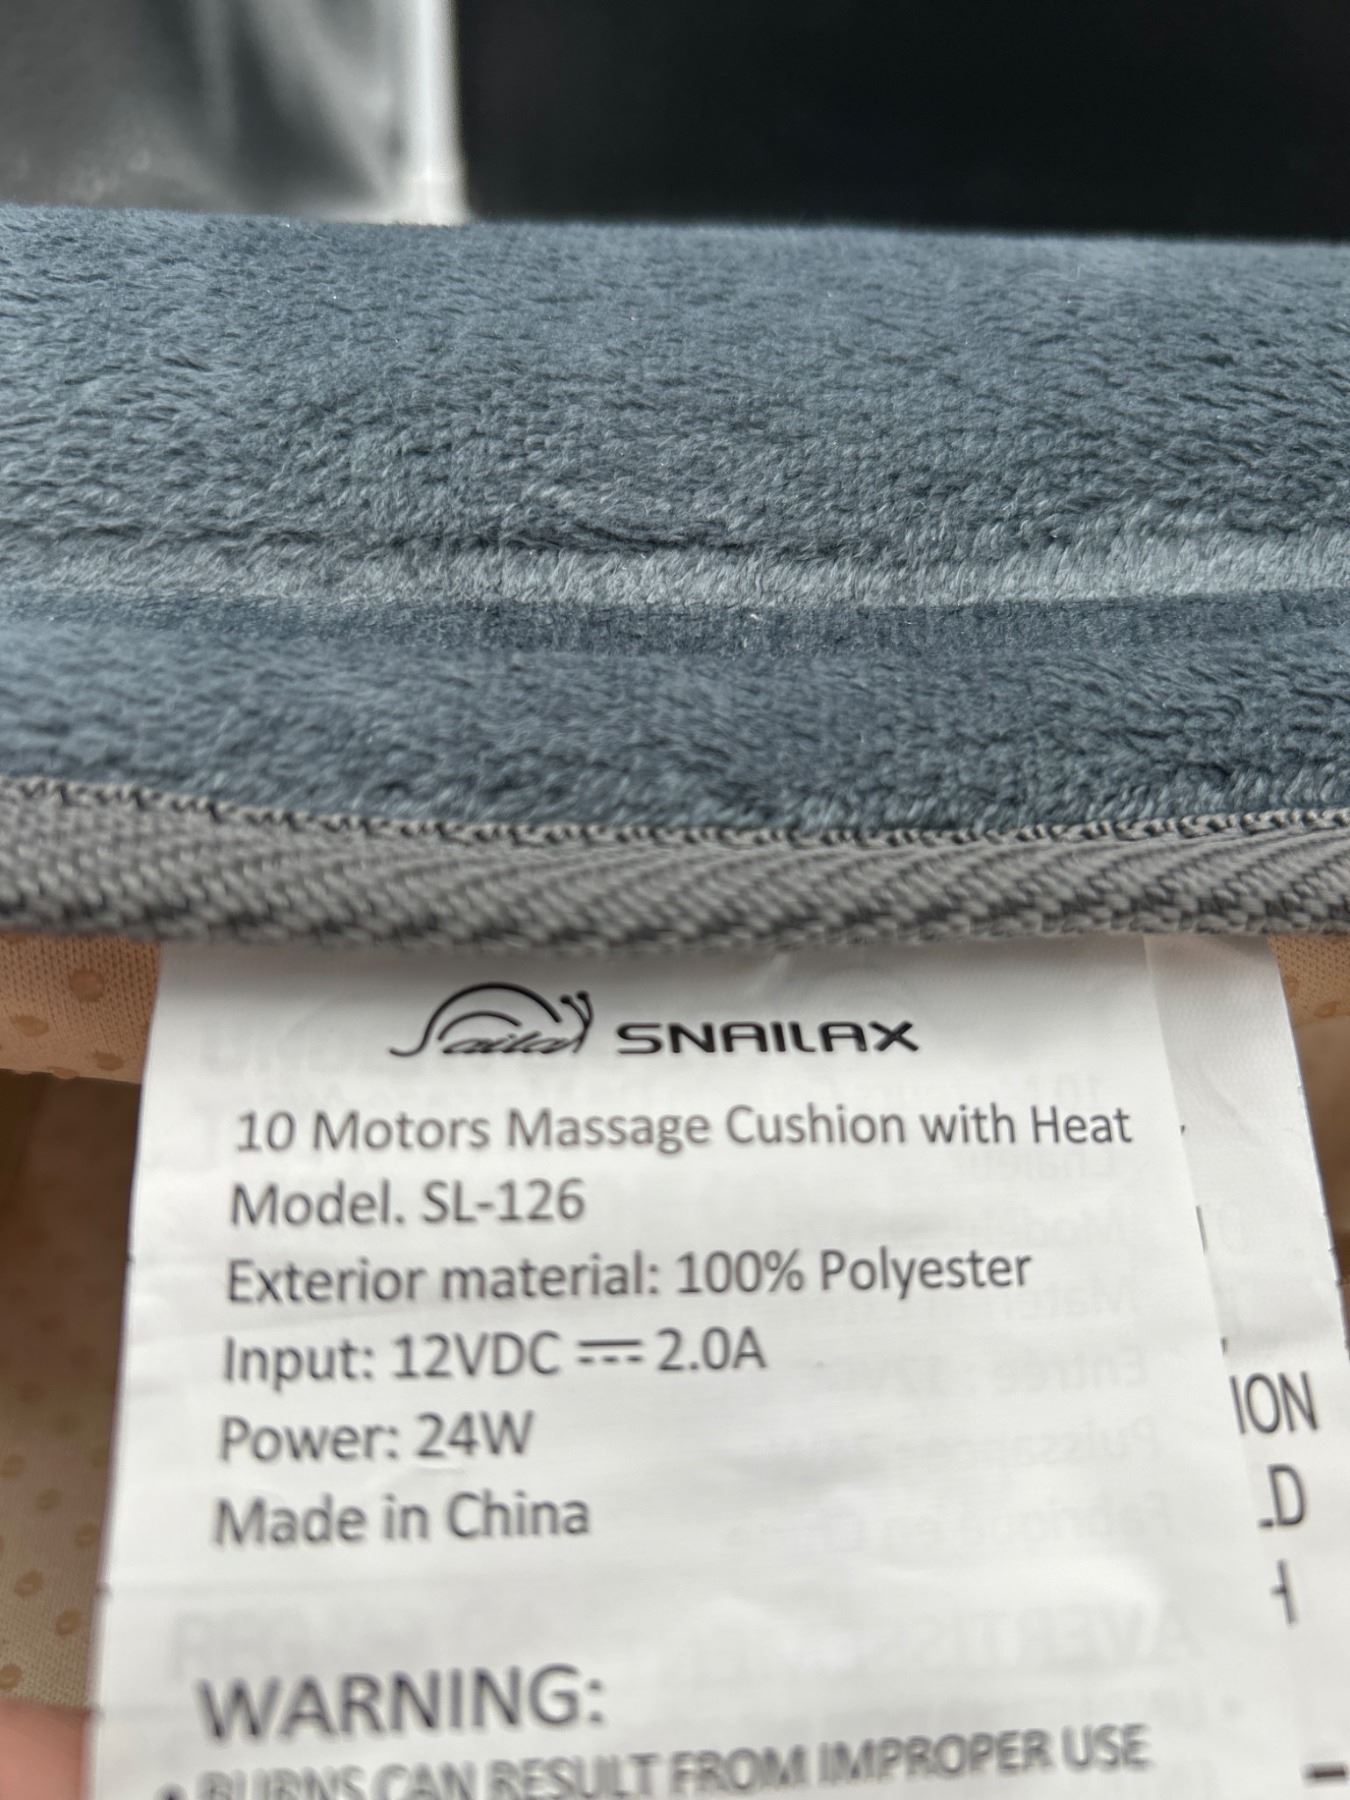 SNAILAX
10 Motors Massage Cushion with Heat
Model. SL-126
Exterior material: 100% Polyester
Input: 12VDC ⎓ 2.0A
Power: 24W
Made in China
WARNING:
• BURNS CAN RESULT FROM IMPROPER USE
ION